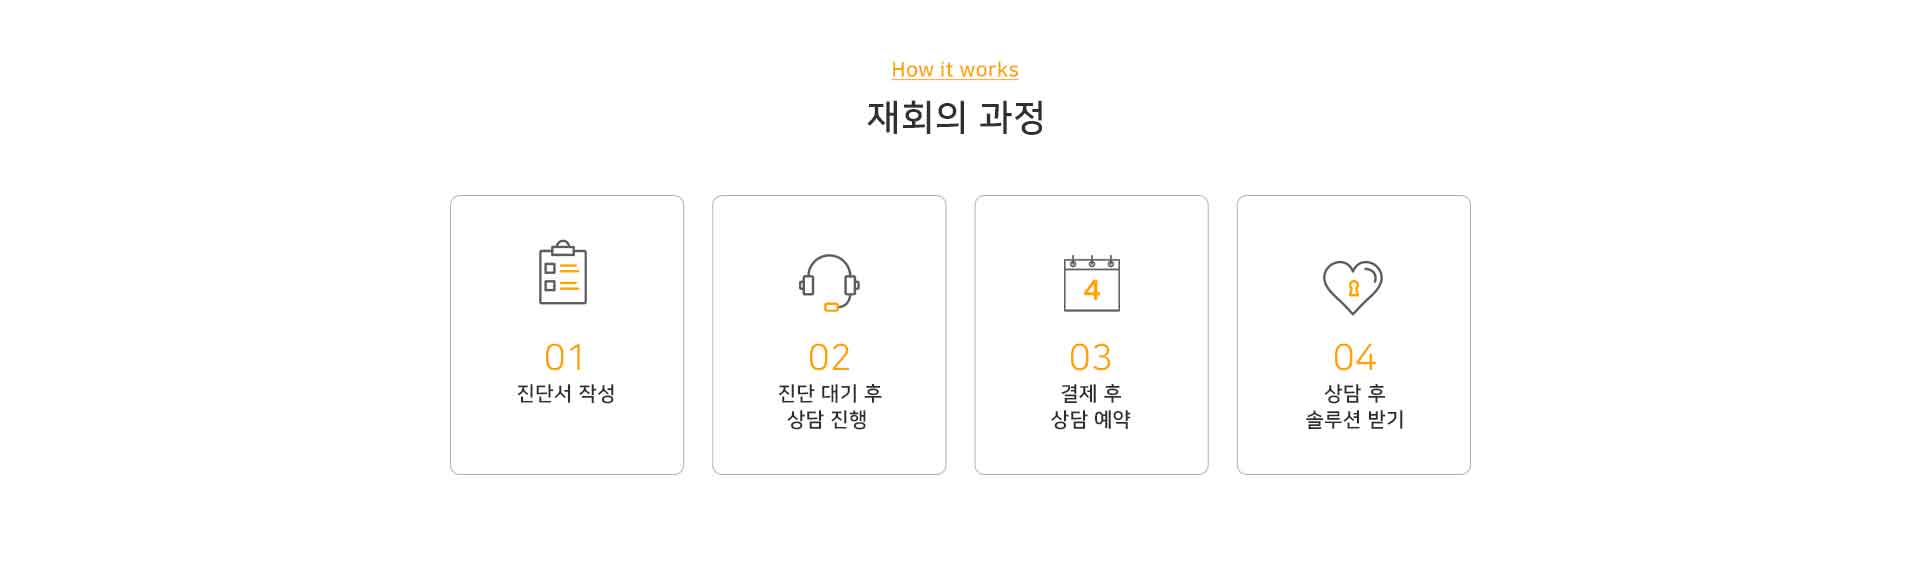 How it works
재회의 과정
4
01
진단서 작성
02
진단 대기 후
상담 진행
03
결제 후
상담 예약
04
상담 후
솔루션 받기